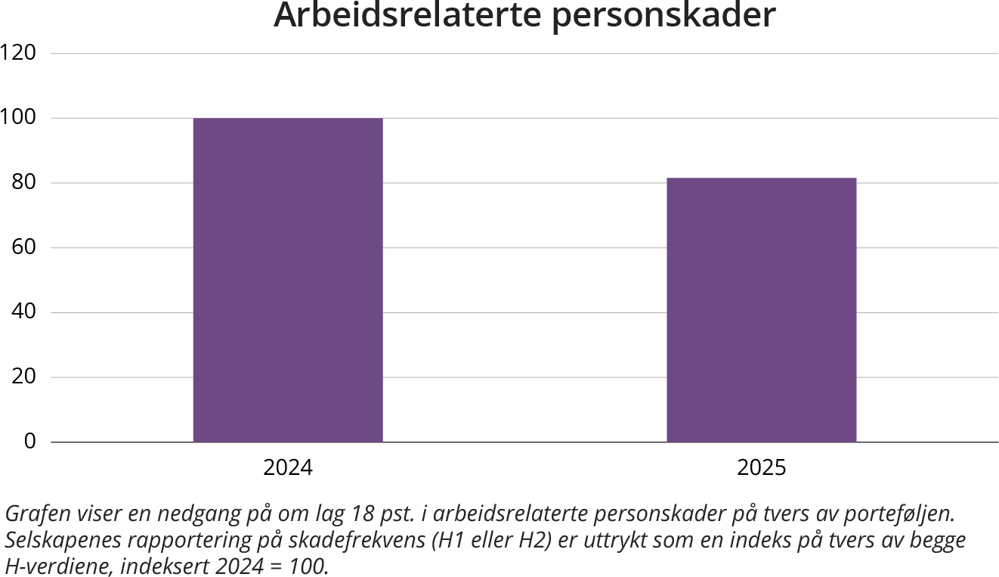 Arbeidsrelaterte personskader
120
100
80
60
40
20
0
2024
2025
Grafen viser en nedgang på om lag 18 pst. i arbeidsrelaterte personskader på tvers av porteføljen.
Selskapenes rapportering på skadefrekvens (H1 eller H2) er uttrykt som en indeks på tvers av begge
H-verdiene, indeksert 2024 = 100.